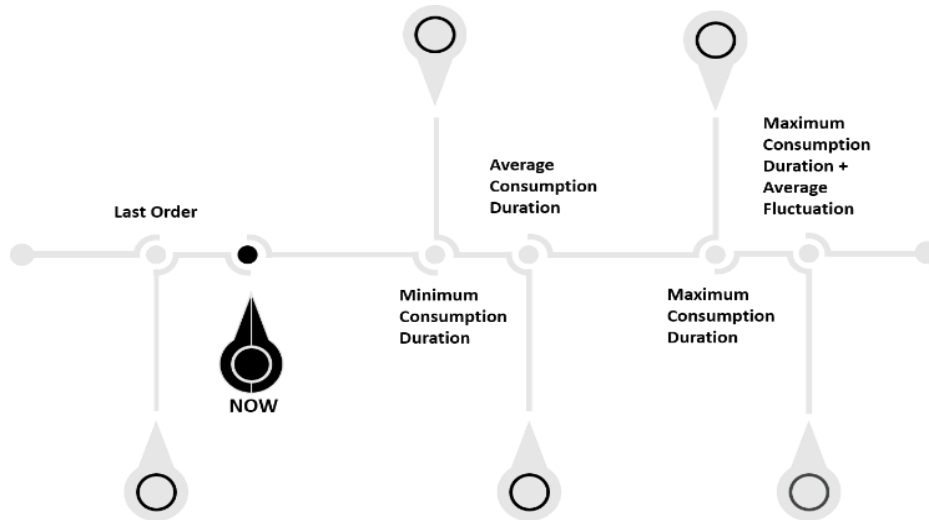 Last Order
NOW
Minimum
Consumption
Duration
Average
Consumption
Duration
Maximum
Consumption
Duration
Maximum
Consumption
Duration +
Average
Fluctuation